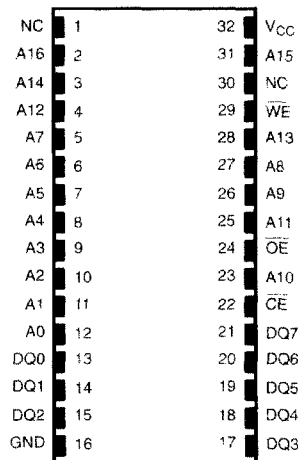 NC 1 32 VCC
A16 2 31 A15
A14 3 30 NC
A12 4 29 WE
A7 5 28 A13
A6 6 27 A8
A5 7 26 A9
A4 8 25 A11
A3 9 24 OE
A2 10 23 A10
A1 11 22 CE
A0 12 21 DQ7
DQ0 13 20 DQ6
DQ1 14 19 DQ5
DQ2 15 18 DQ4
GND 16 17 DQ3